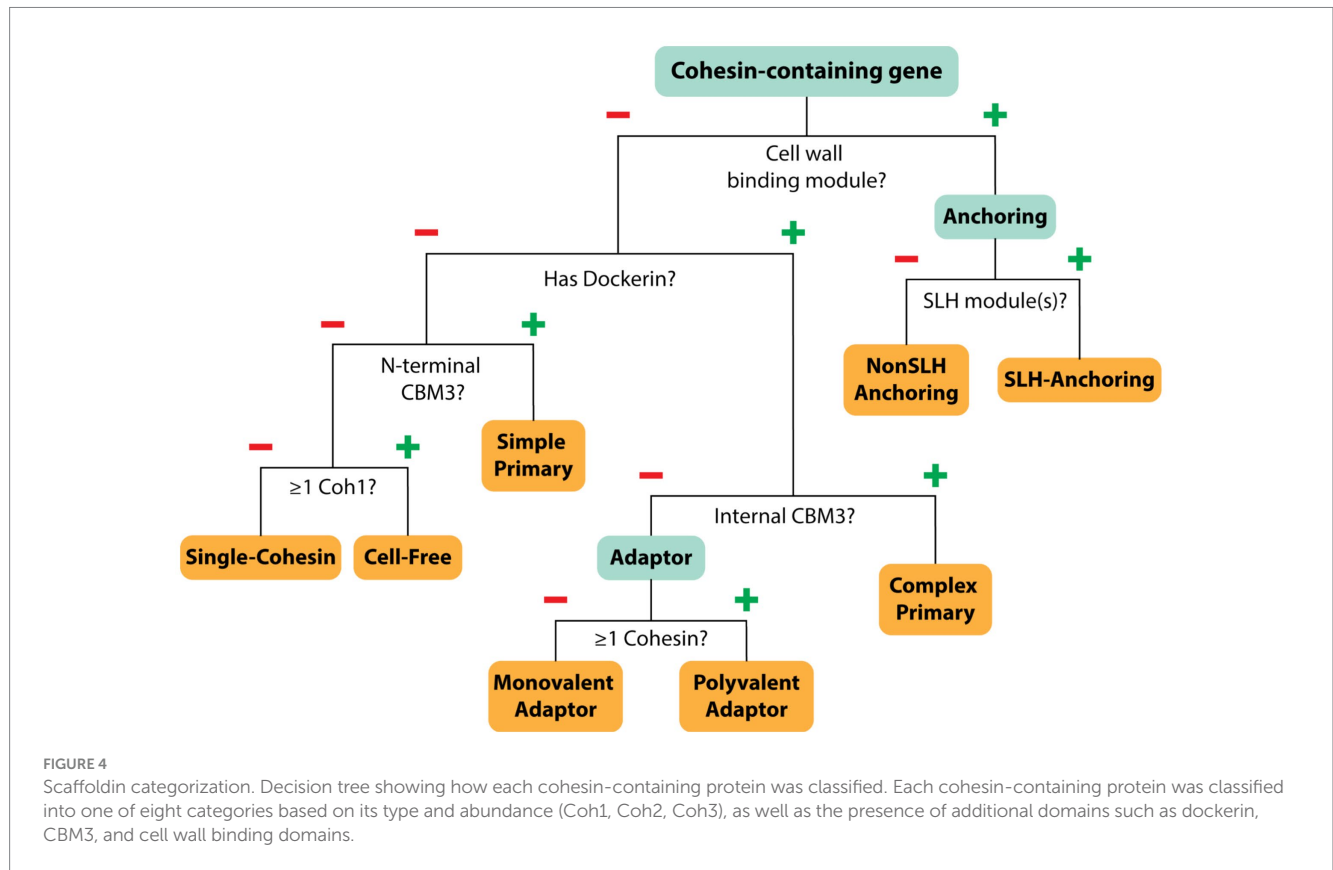 Cohesin-containing gene
Cell wall
binding module?
Anchoring
Has Dockerin?
SLH module(s)?
N-terminal
CBM3?
NonSLH
Anchoring
SLH-Anchoring
Simple
Primary
≥1 Coh1?
Internal CBM3?
Single-Cohesin
Cell-Free
Adaptor
Complex
Primary
≥1 Cohesin?
Monovalent
Adaptor
Polyvalent
Adaptor
FIGURE 4
Scaffoldin categorization. Decision tree showing how each cohesin-containing protein was classified. Each cohesin-containing protein was classified
into one of eight categories based on its type and abundance (Coh1, Coh2, Coh3), as well as the presence of additional domains such as dockerin,
CBM3, and cell wall binding domains.